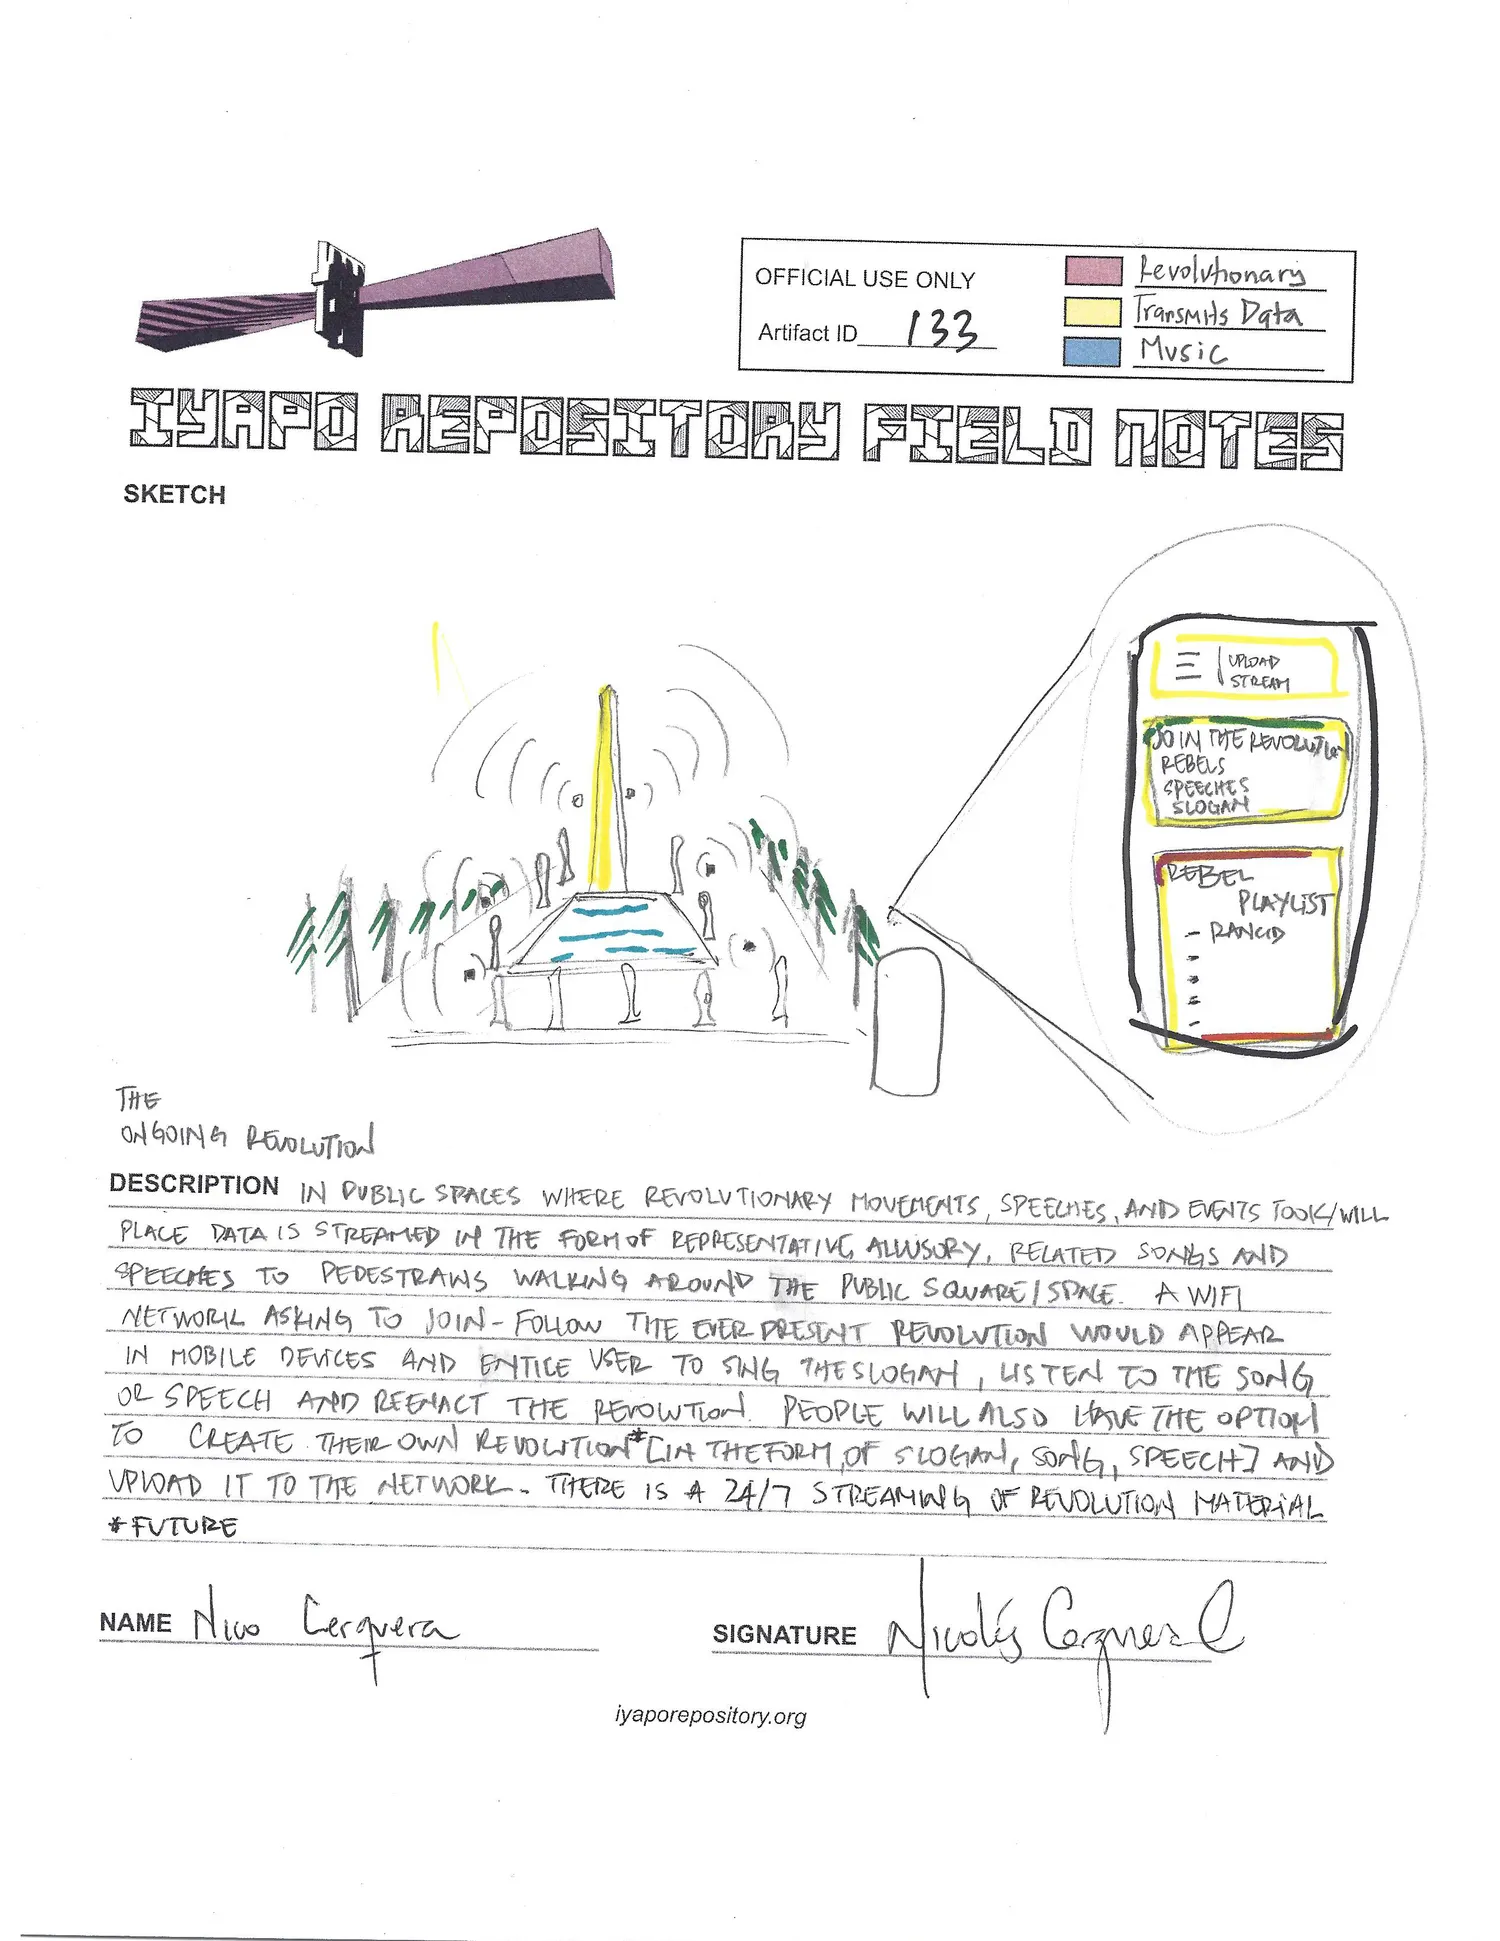 OFFICIAL USE ONLY
Artifact ID 133
Revolutionary
Transmits Data
Music
IYAPO REPOSITORY FIELD NOTES
SKETCH
UPLOAD
STREAM
JOIN THE REVOLUTION
REBELS
SPEECHES
SLOGAN
REBEL
PLAYLIST
- RANCID
-
-
-
-
THE
ONGOING REVOLUTION
DESCRIPTION IN PUBLIC SPACES WHERE REVOLUTIONARY MOVEMENTS, SPEECHES, AND EVENTS TOOK/WILL
PLACE DATA IS STREAMED IN THE FORM OF REPRESENTATIVE, ALLUSORY, RELATED SONGS AND
SPEECHES TO PEDESTRAINS WALKING AROUND THE PUBLIC SQUARE/SPACE. A WIFI
NETWORK ASKING TO JOIN-FOLLOW THE EVER PRESENT REVOLUTION WOULD APPEAR
IN MOBILE DEVICES AND ENTICE USER TO SING THE SLOGAN, LISTEN TO THE SONG
OR SPEECH AND REENACT THE REVOLUTION. PEOPLE WILL ALSO HAVE THE OPTION
TO CREATE THEIR OWN REVOLUTION* [IN THE FORM, OF SLOGAN, SONG, SPEECH] AND
UPLOAD IT TO THE NETWORK. THERE IS A 24/7 STREAMING OF REVOLUTION MATERIAL
* FUTURE
NAME Nico Cerquera
SIGNATURE Nicolás Cerquera
iyaporepository.org